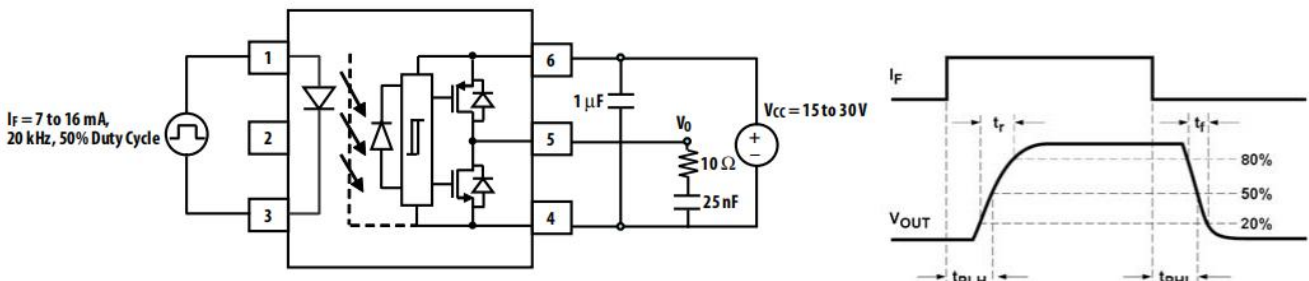 1
2
3
6
5
4
I_F = 7 to 16 mA,
20 kHz, 50% Duty Cycle
1 μF
V_CC = 15 to 30 V
V_O
10 Ω
25 nF
+
−
I_F
t_r
t_f
80%
50%
20%
V_OUT
t_PLH
t_PHL